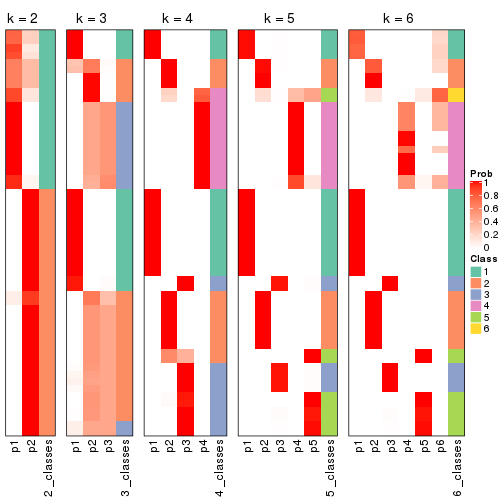 k = 2
k = 3
k = 4
k = 5
k = 6
p1
p2
2_classes
p1
p2
p3
3_classes
p1
p2
p3
p4
4_classes
p1
p2
p3
p4
p5
5_classes
p1
p2
p3
p4
p5
p6
6_classes
Prob
1
0.8
0.6
0.4
0.2
0
Class
1
2
3
4
5
6